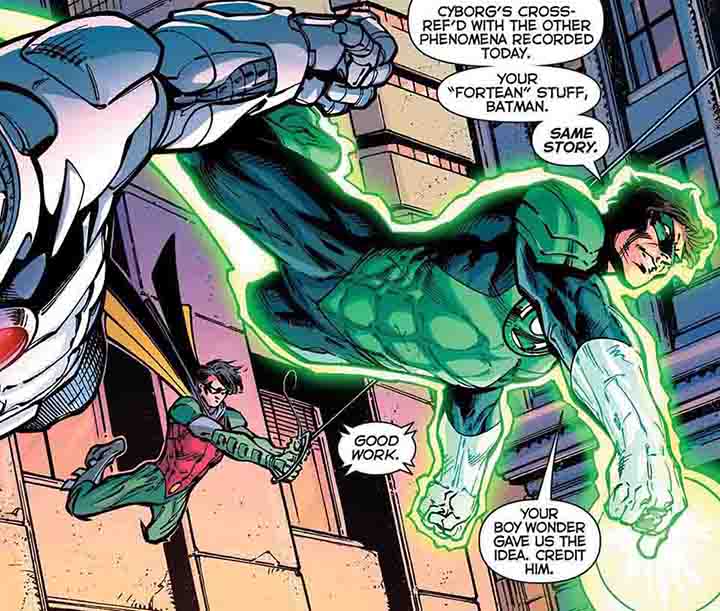 CYBORG'S CROSS-
REF'D WITH THE OTHER
PHENOMENA RECORDED
TODAY.
YOUR
"FORTEAN" STUFF,
BATMAN.
SAME
STORY.
GOOD
WORK.
YOUR
BOY WONDER
GAVE US THE
IDEA. CREDIT
HIM.